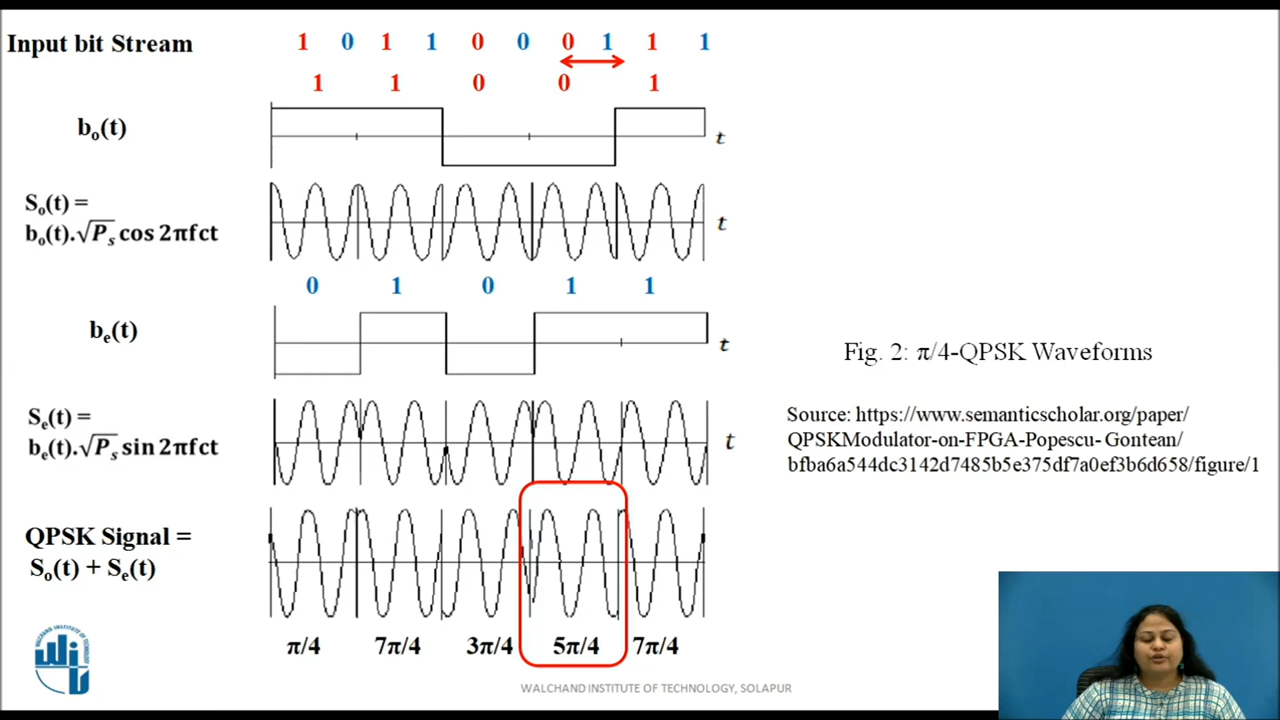 Input bit Stream 1 0 1 1 0 0 0 1 1 1
1 1 0 0 1
b₀(t) t
Sₒ(t) =
bₒ(t).√Pₛ cos 2πfct t
0 1 0 1 1
bₑ(t) t
Fig. 2: π/4-QPSK Waveforms
Sₑ(t) =
bₑ(t).√Pₛ sin 2πfct t
Source: https://www.semanticscholar.org/paper/
QPSKModulator-on-FPGA-Popescu- Gontean/
bfba6a544dc3142d7485b5e375df7a0ef3b6d658/figure/1
QPSK Signal =
Sₒ(t) + Sₑ(t)
π/4 7π/4 3π/4 5π/4 7π/4
WALCHAND INSTITUTE OF TECHNOLOGY, SOLAPUR